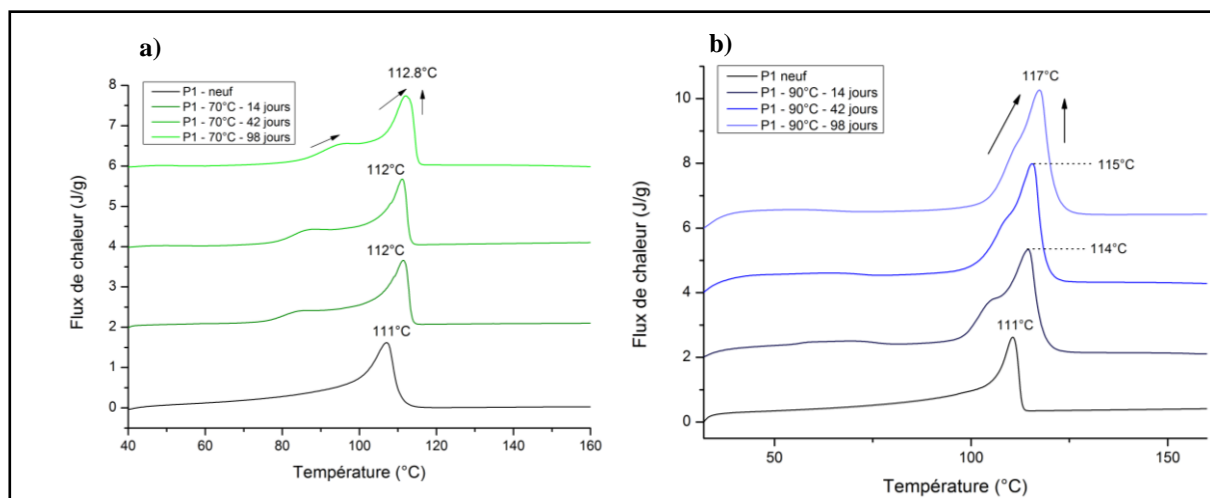 a)
P1 - neuf
P1 - 70°C - 14 jours
P1 - 70°C - 42 jours
P1 - 70°C - 98 jours
112.8°C
112°C
112°C
111°C
Flux de chaleur (J/g)
8
7
6
5
4
3
2
1
0
40
60
80
100
120
140
160
Température (°C)
b)
P1 neuf
P1 - 90°C - 14 jours
P1 - 90°C - 42 jours
P1 - 90°C - 98 jours
117°C
115°C
114°C
111°C
Flux de chaleur (J/g)
10
8
6
4
2
0
50
100
150
Température (°C)